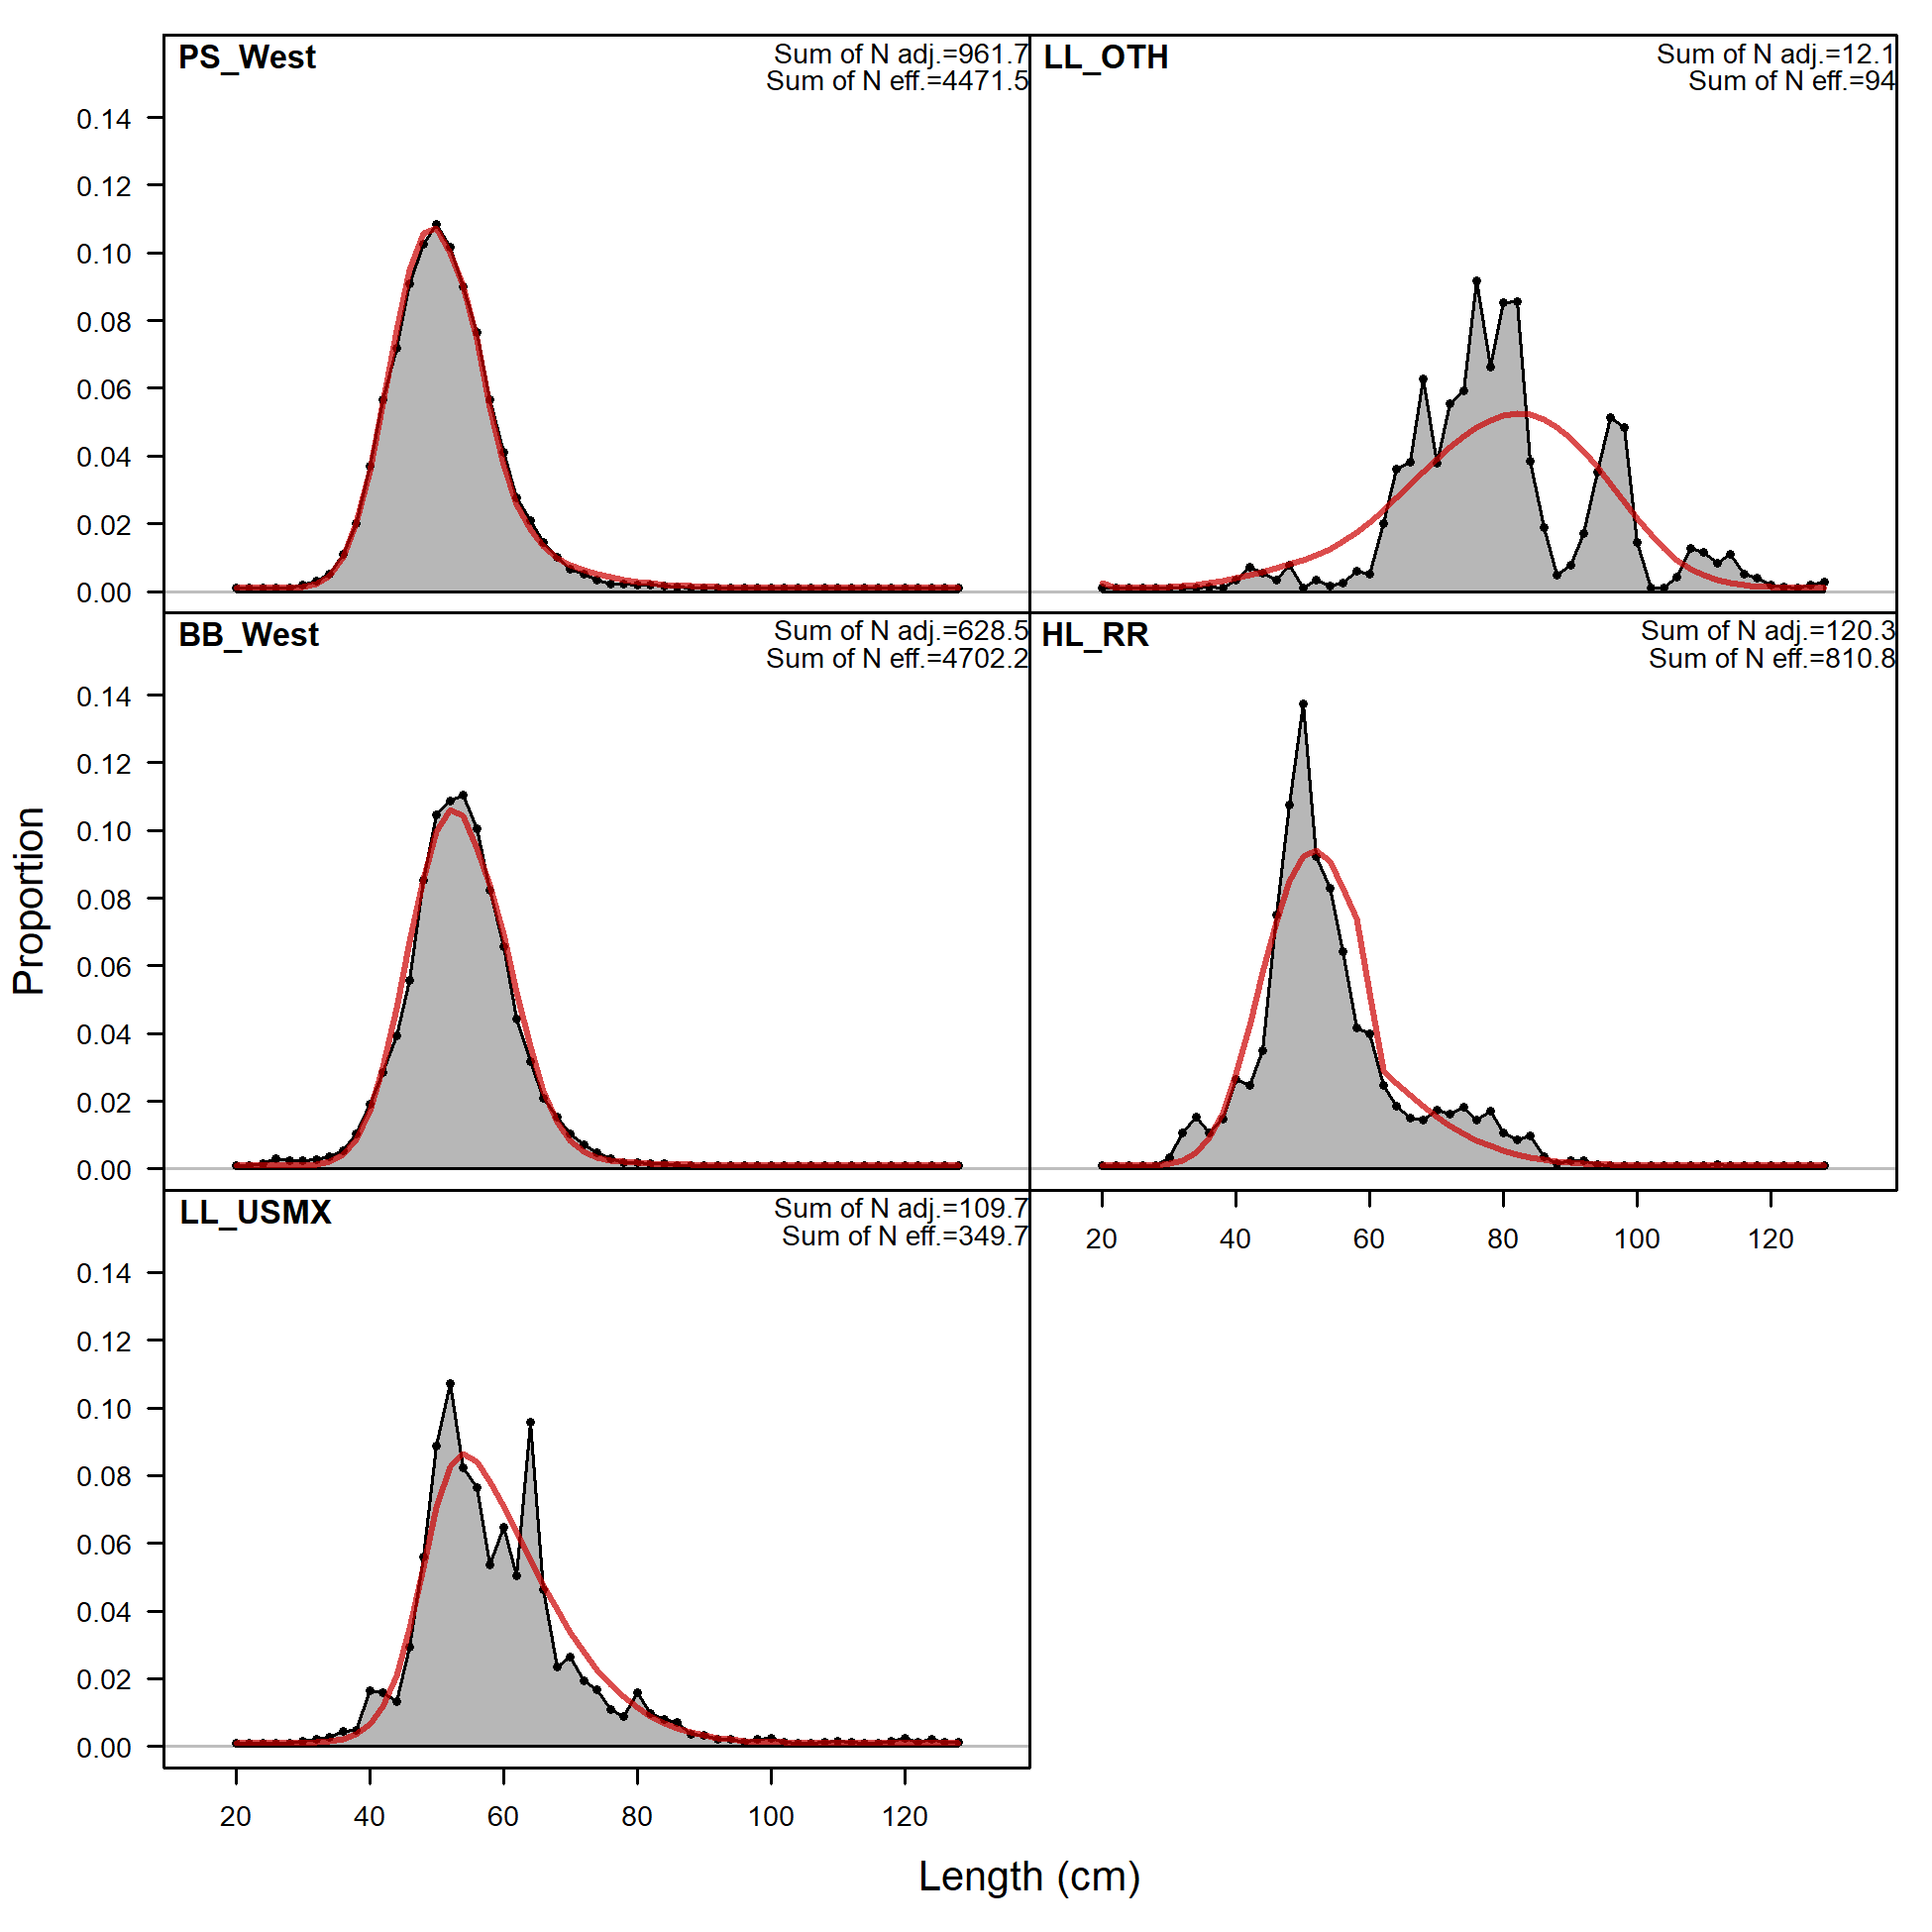 PS_West
Sum of N adj.=961.7
Sum of N eff.=4471.5
0.14
0.12
0.10
0.08
0.06
0.04
0.02
0.00
LL_OTH
Sum of N adj.=12.1
Sum of N eff.=94
BB_West
Sum of N adj.=628.5
Sum of N eff.=4702.2
0.14
0.12
0.10
0.08
0.06
0.04
0.02
0.00
HL_RR
Sum of N adj.=120.3
Sum of N eff.=810.8
20 40 60 80 100 120
LL_USMX
Sum of N adj.=109.7
Sum of N eff.=349.7
0.14
0.12
0.10
0.08
0.06
0.04
0.02
0.00
20 40 60 80 100 120
Proportion
Length (cm)